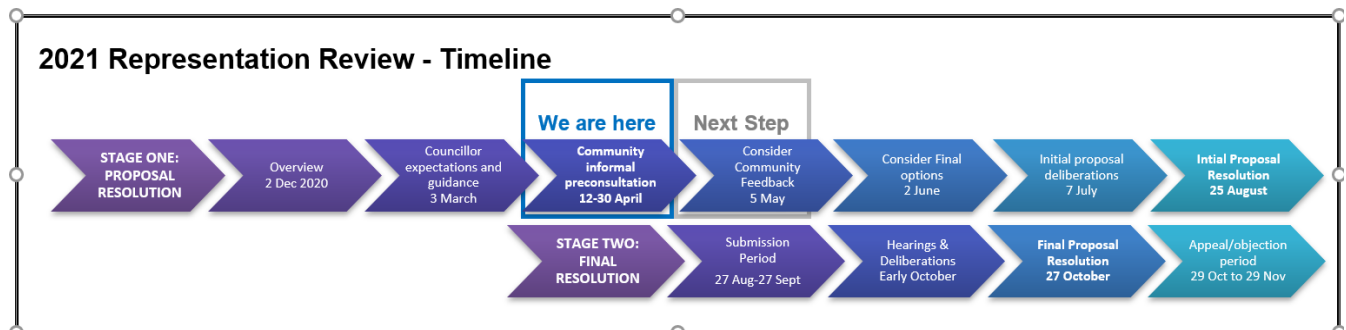 2021 Representation Review - Timeline
We are here
Next Step
STAGE ONE:
PROPOSAL
RESOLUTION
Overview
2 Dec 2020
Councillor
expectations and
guidance
3 March
Community
informal
preconsultation
12-30 April
Consider
Community
Feedback
5 May
Consider Final
options
2 June
Initial proposal
deliberations
7 July
Intial Proposal
Resolution
25 August
STAGE TWO:
FINAL
RESOLUTION
Submission
Period
27 Aug-27 Sept
Hearings &
Deliberations
Early October
Final Proposal
Resolution
27 October
Appeal/objection
period
29 Oct to 29 Nov